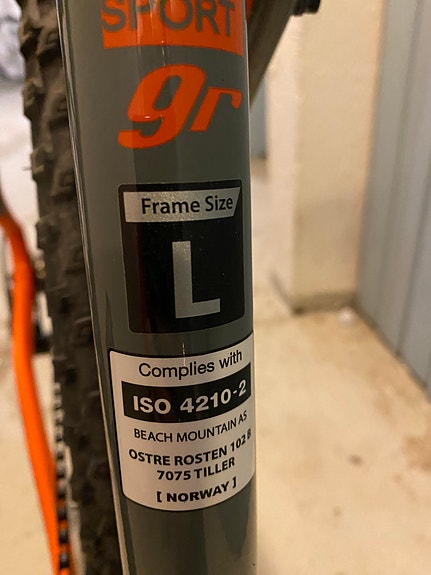 SPORT
gr
Frame Size
L
Complies with
ISO 4210-2
BEACH MOUNTAIN AS
OSTRE ROSTEN 102 B
7075 TILLER
[ NORWAY ]